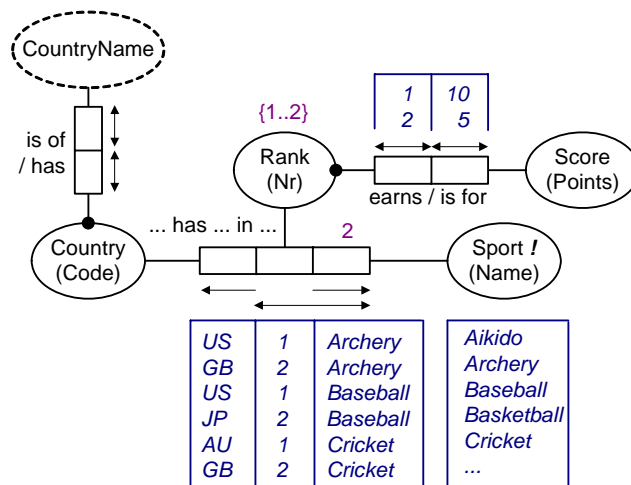 CountryName
is of
/ has
{1..2}
Rank
(Nr)
1 10
2 5
earns / is for
Score
(Points)
Country
(Code)
... has ... in ...
2
Sport !
(Name)
US 1 Archery
GB 2 Archery
US 1 Baseball
JP 2 Baseball
AU 1 Cricket
GB 2 Cricket
Aikido
Archery
Baseball
Basketball
Cricket
...